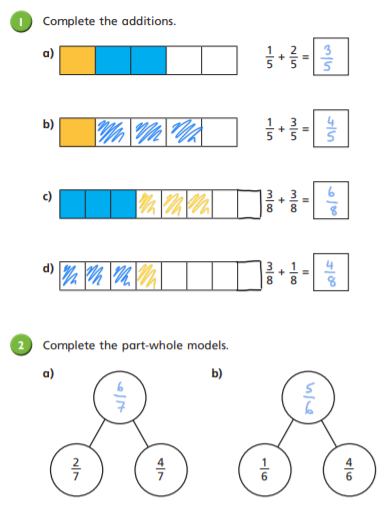 1 Complete the additions.
a) 1/5 + 2/5 = 3/5
b) 1/5 + 3/5 = 4/5
c) 3/8 + 3/8 = 6/8
d) 3/8 + 1/8 = 4/8
2 Complete the part-whole models.
a) b)
6/7 5/6
2/7 4/7 1/6 4/6